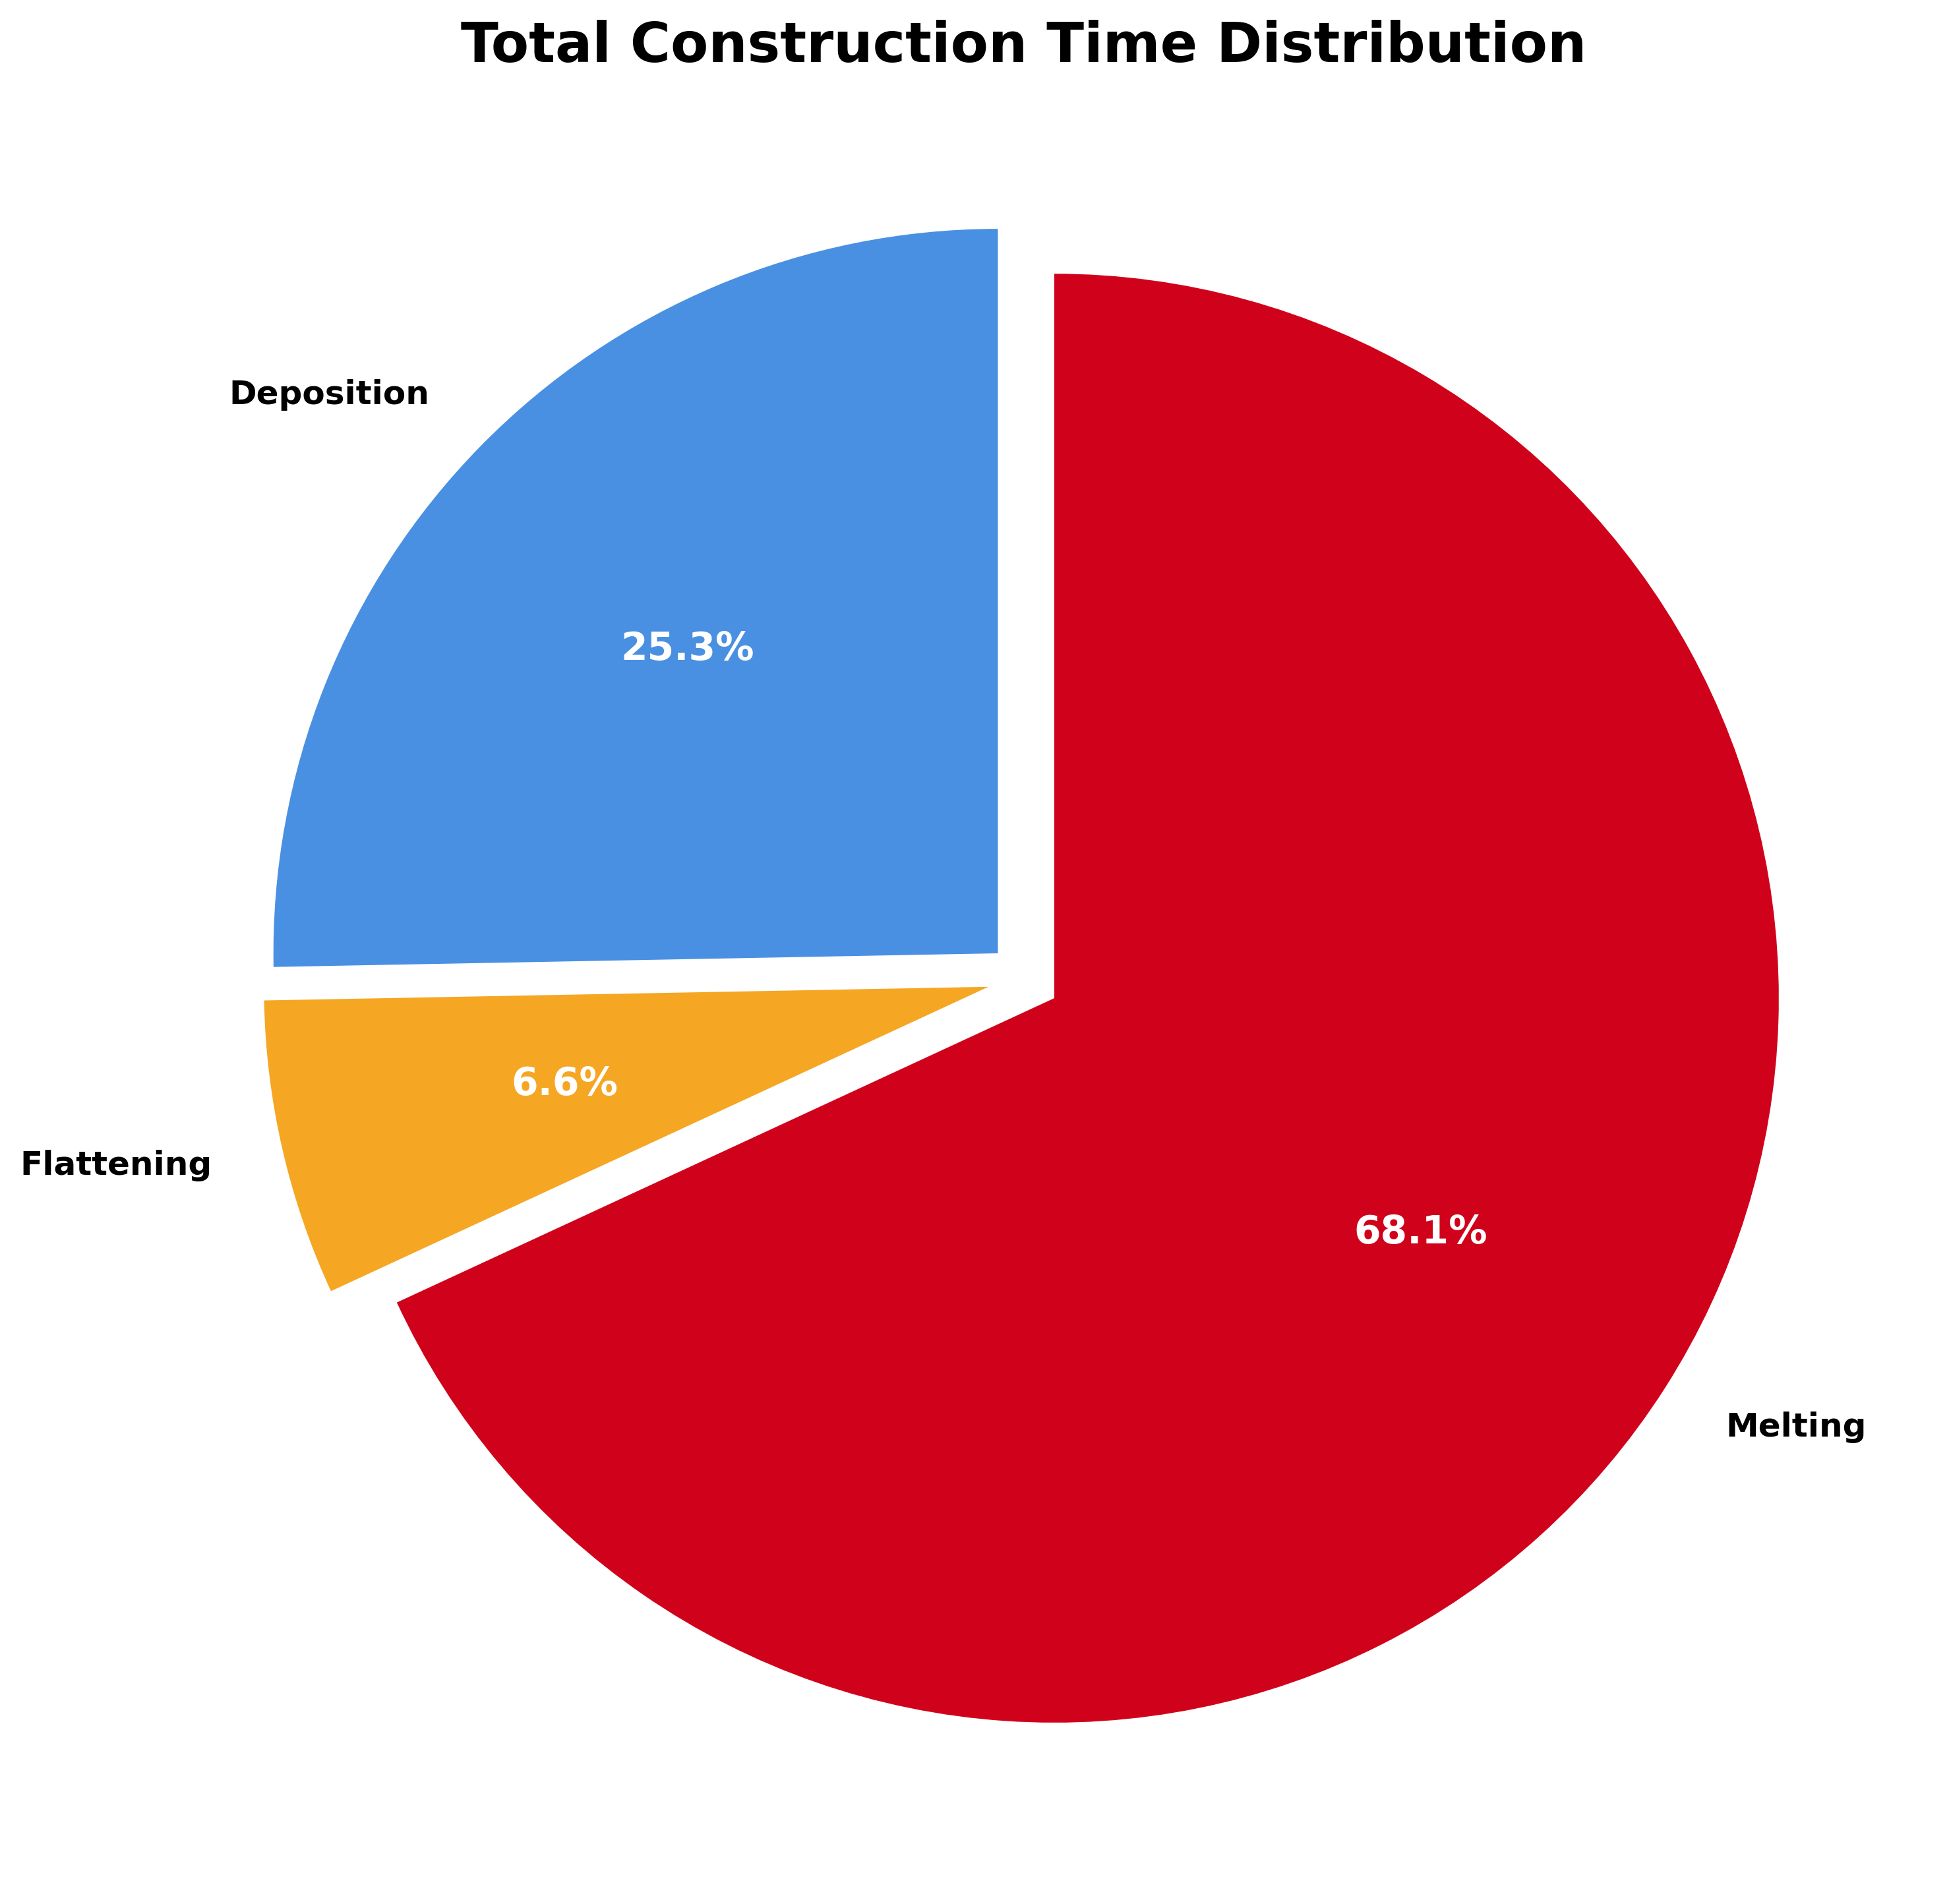 Total Construction Time Distribution
Deposition
25.3%
6.6%
Flattening
68.1%
Melting